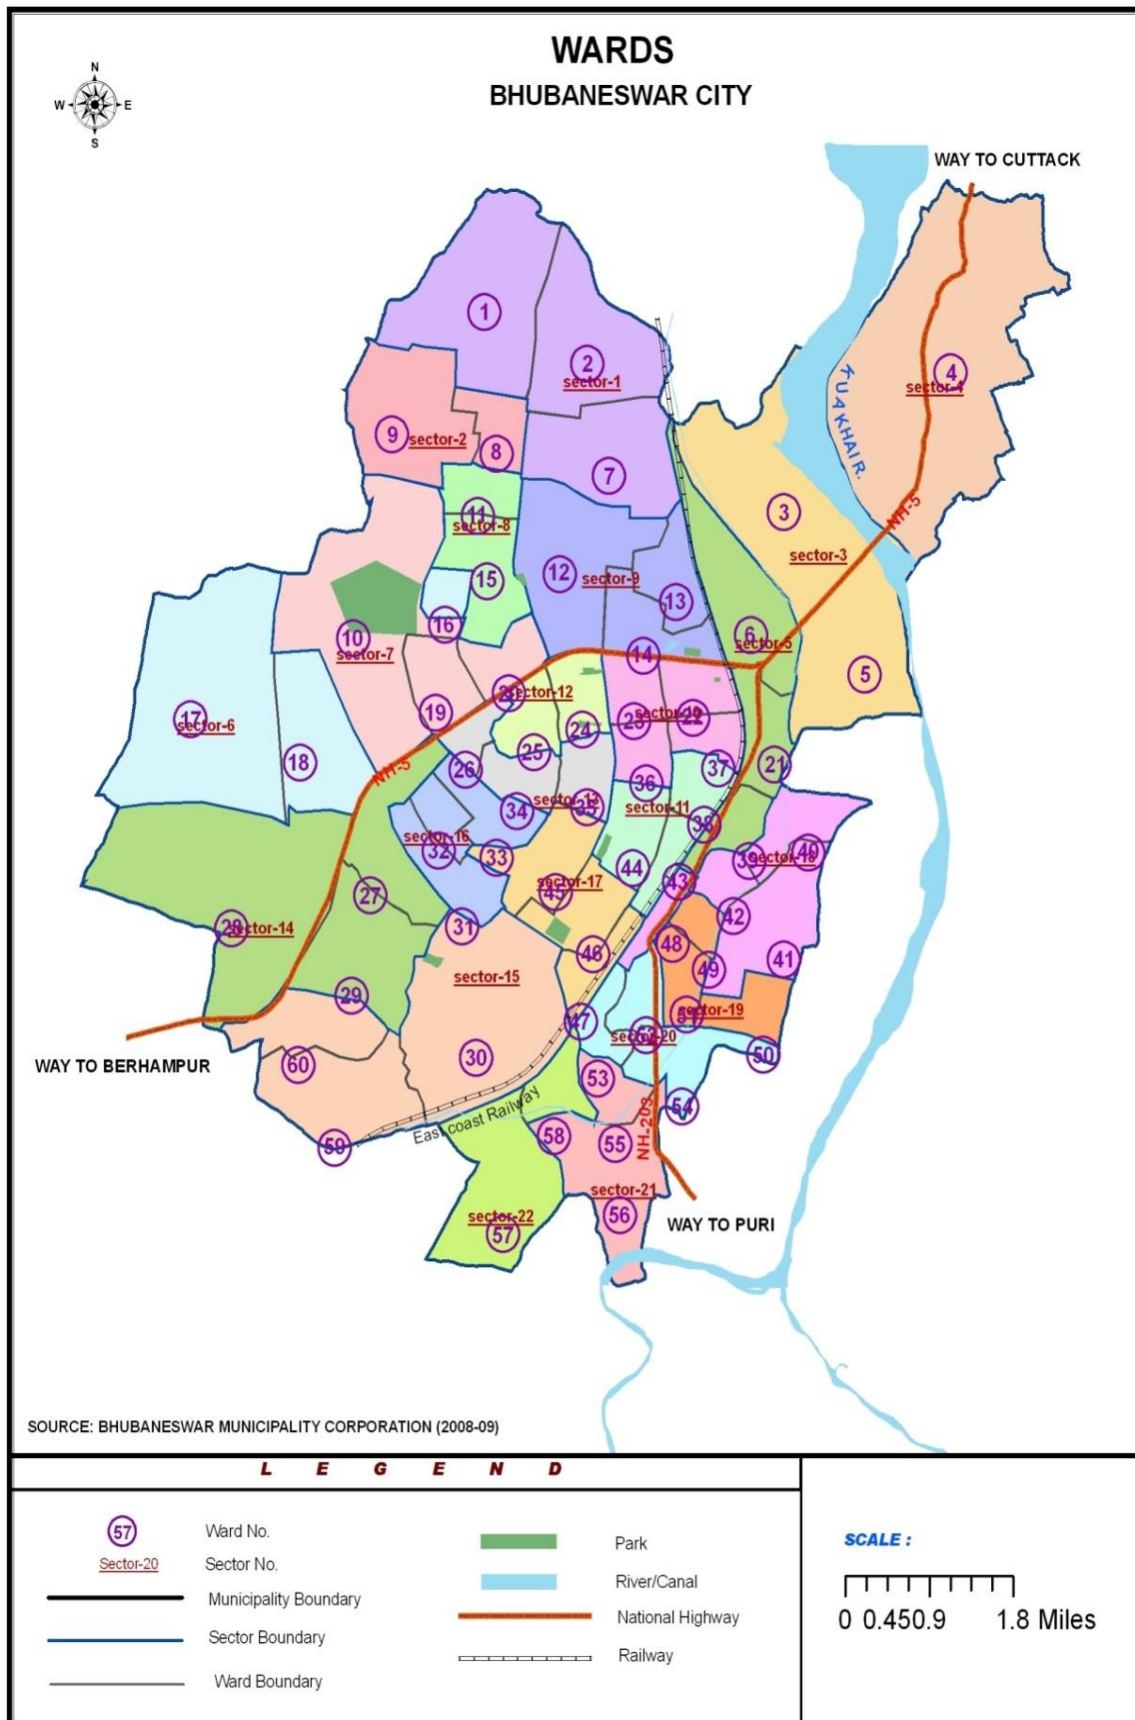 WARDS
BHUBANESWAR CITY
N
W
E
S
WAY TO CUTTACK
1
2
sector-1
4
sector-4
KUAKHAI R.
9
sector-2
8
7
3
NH-5
11
sector-8
sector-3
12
sector-9
15
13
16
10
6
sector-5
sector-7
14
5
17
sector-6
19
sector-12
23
22
24
18
25
26
37
21
NH-5
36
34
35
sector-11
38
sector-16
32
33
39
sector-18
40
44
43
27
45
sector-17
42
28
sector-14
31
48
46
41
49
sector-15
29
47
51
sector-19
52
sector-20
50
WAY TO BERHAMPUR
60
30
53
54
East coast Railway
NH-203
59
58
55
sector-21
56
WAY TO PURI
sector-22
57
SOURCE: BHUBANESWAR MUNICIPALITY CORPORATION (2008-09)
L E G E N D
57
Ward No.
Sector-20
Sector No.
Municipality Boundary
Sector Boundary
Ward Boundary
Park
River/Canal
National Highway
Railway
SCALE :
0 0.450.9 1.8 Miles